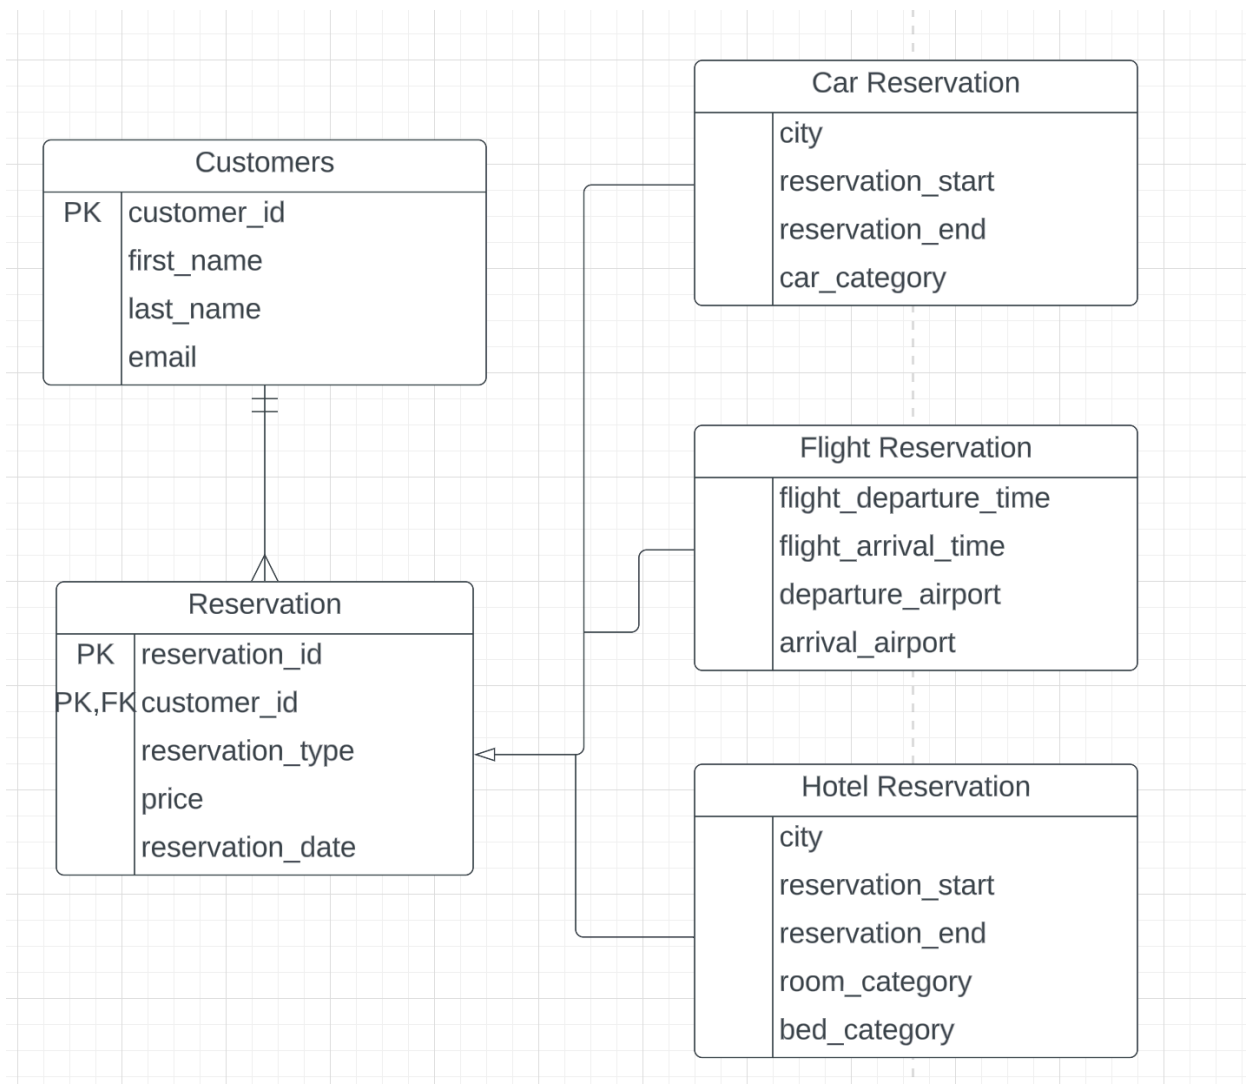 Customers
PK customer_id
first_name
last_name
email
Reservation
PK reservation_id
PK,FK customer_id
reservation_type
price
reservation_date
Car Reservation
city
reservation_start
reservation_end
car_category
Flight Reservation
flight_departure_time
flight_arrival_time
departure_airport
arrival_airport
Hotel Reservation
city
reservation_start
reservation_end
room_category
bed_category